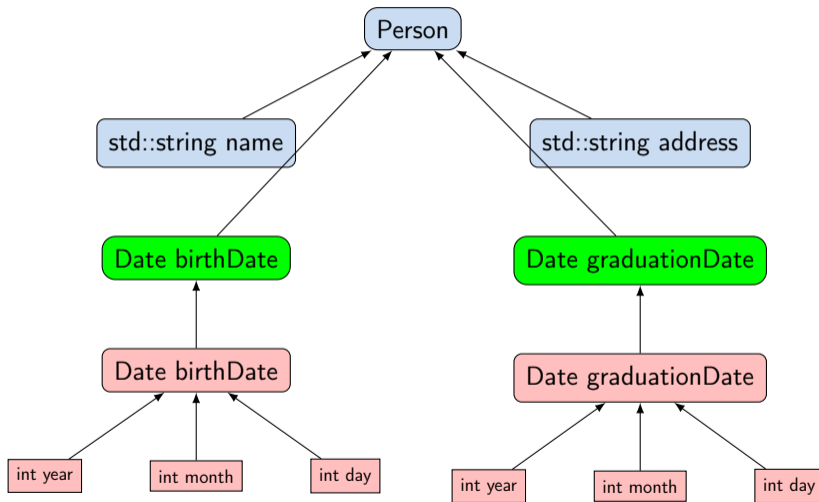 Person
std::string name
std::string address
Date birthDate
Date graduationDate
Date birthDate
Date graduationDate
int year
int month
int day
int year
int month
int day